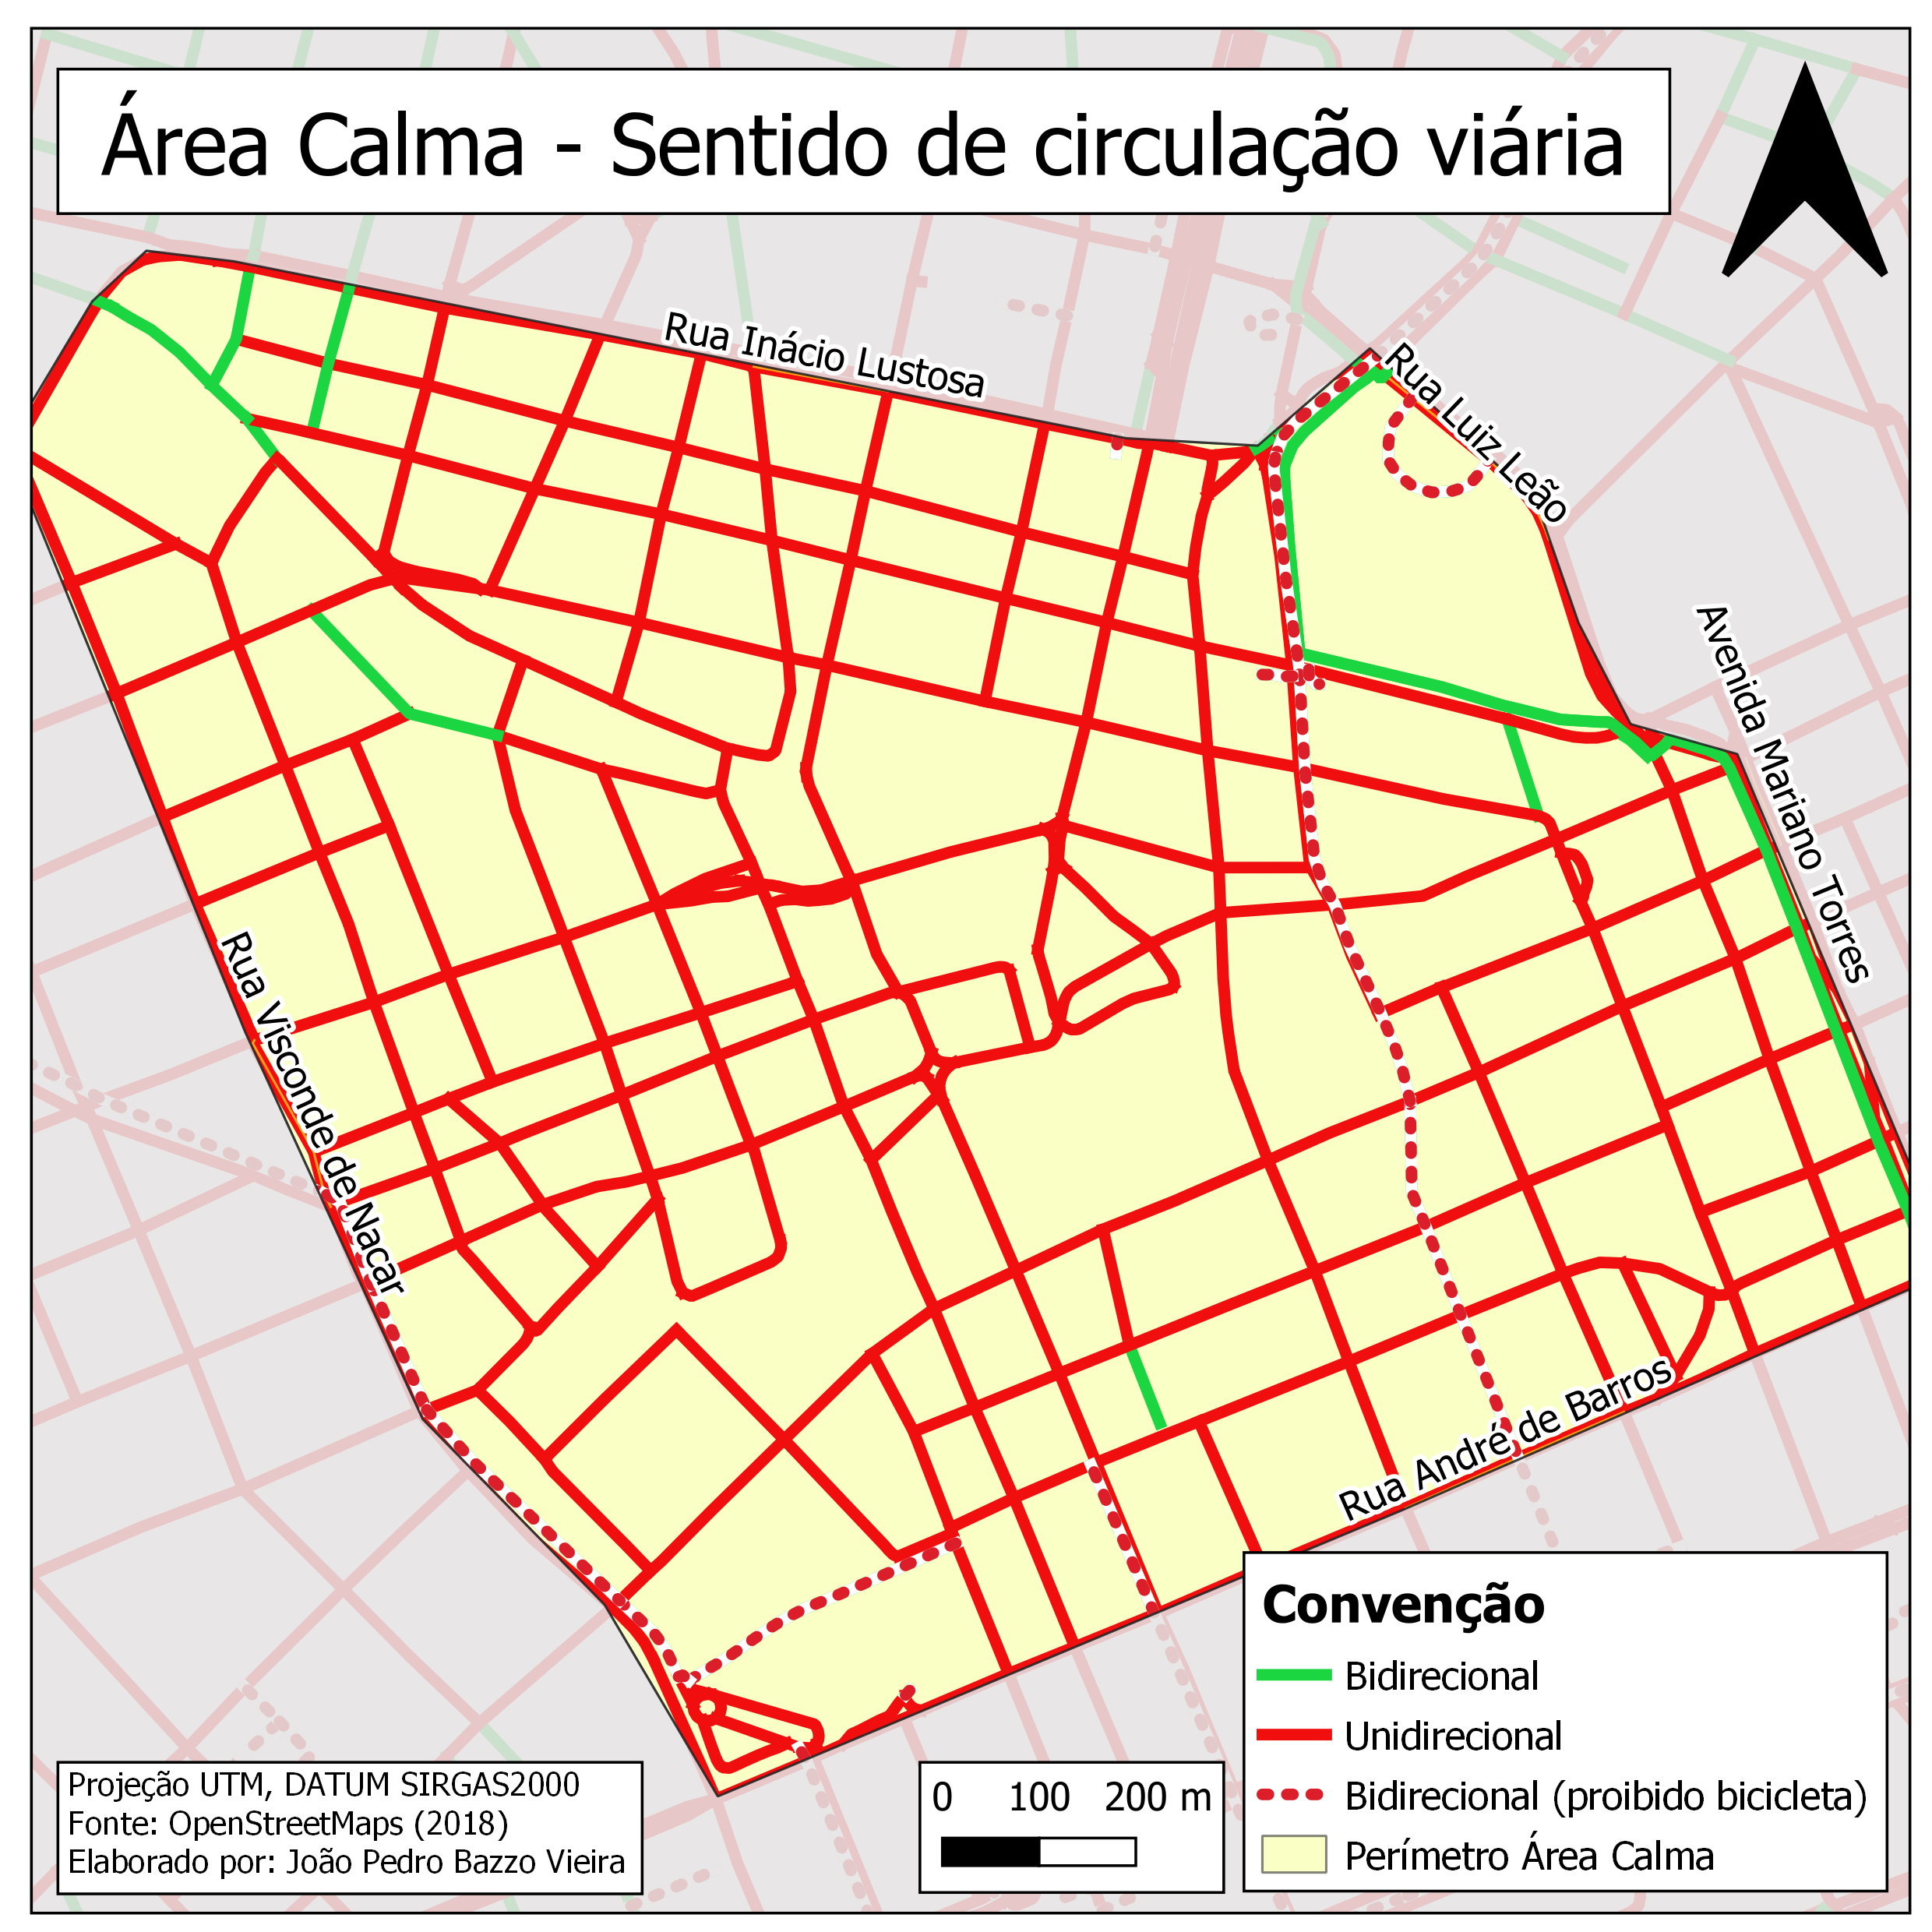 Área Calma - Sentido de circulação viária
Rua Inácio Lustosa
Rua Luiz Leão
Avenida Mariano Torres
Rua Visconde de Nacar
Rua André de Barros
Convenção
Bidirecional
Unidirecional
Bidirecional (proibido bicicleta)
Perímetro Área Calma
0 100 200 m
Projeção UTM, DATUM SIRGAS2000
Fonte: OpenStreetMaps (2018)
Elaborado por: João Pedro Bazzo Vieira